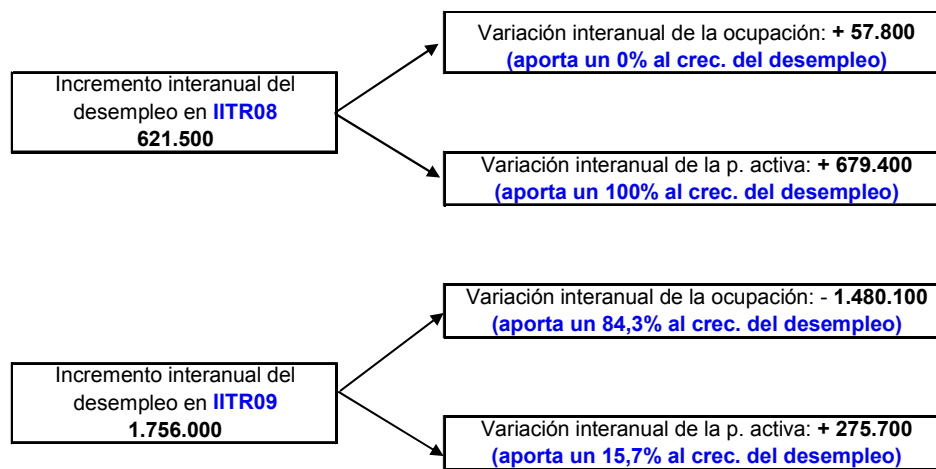 Variación interanual de la ocupación: + 57.800
(aporta un 0% al crec. del desempleo)
Incremento interanual del
desempleo en IITR08
621.500
Variación interanual de la p. activa: + 679.400
(aporta un 100% al crec. del desempleo)
Variación interanual de la ocupación: - 1.480.100
(aporta un 84,3% al crec. del desempleo)
Incremento interanual del
desempleo en IITR09
1.756.000
Variación interanual de la p. activa: + 275.700
(aporta un 15,7% al crec. del desempleo)